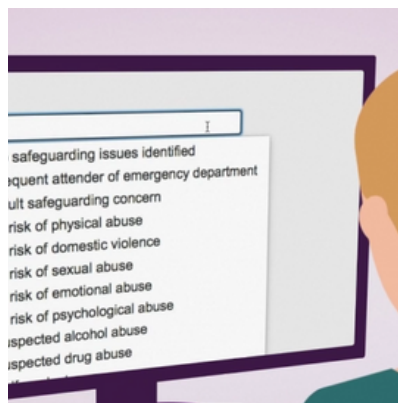 safeguarding issues identified
equent attender of emergency department
ult safeguarding concern
risk of physical abuse
risk of domestic violence
risk of sexual abuse
risk of emotional abuse
risk of psychological abuse
uspected alcohol abuse
uspected drug abuse